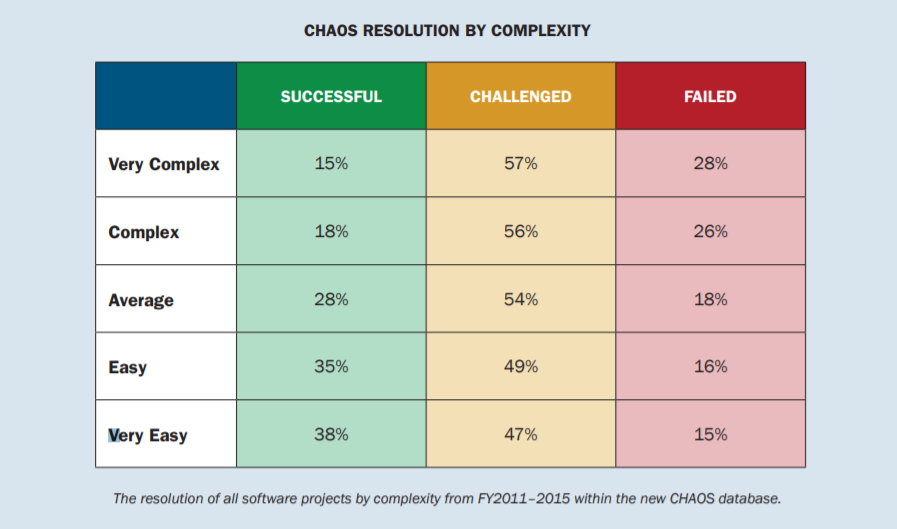 CHAOS RESOLUTION BY COMPLEXITY
SUCCESSFUL CHALLENGED FAILED
Very Complex 15% 57% 28%
Complex 18% 56% 26%
Average 28% 54% 18%
Easy 35% 49% 16%
Very Easy 38% 47% 15%
The resolution of all software projects by complexity from FY2011–2015 within the new CHAOS database.